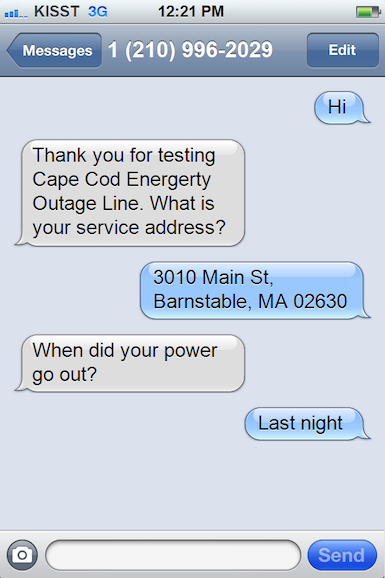 KISST 3G 12:21 PM
Messages 1 (210) 996-2029 Edit
Hi
Thank you for testing
Cape Cod Energerty
Outage Line. What is
your service address?
3010 Main St,
Barnstable, MA 02630
When did your power
go out?
Last night
Send